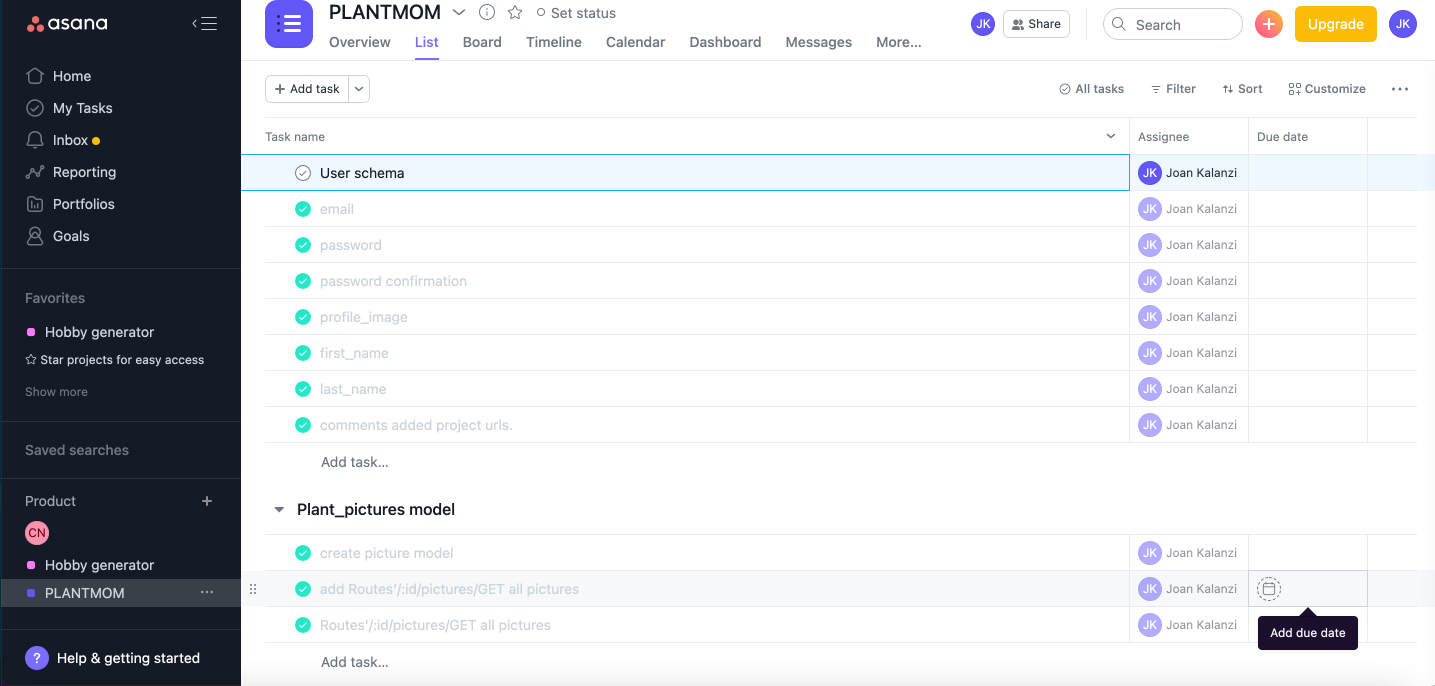 asana
Home
My Tasks
Inbox
Reporting
Portfolios
Goals
Favorites
Hobby generator
Star projects for easy access
Show more
Saved searches
Product +
CN
Hobby generator
PLANTMOM ...
? Help & getting started
PLANTMOM Set status
Overview List Board Timeline Calendar Dashboard Messages More...
JK Share Search + Upgrade JK
+ Add task All tasks Filter Sort Customize ...
Task name Assignee Due date
User schema JK Joan Kalanzi
email JK Joan Kalanzi
password JK Joan Kalanzi
password confirmation JK Joan Kalanzi
profile_image JK Joan Kalanzi
first_name JK Joan Kalanzi
last_name JK Joan Kalanzi
comments added project urls. JK Joan Kalanzi
Add task...
Plant_pictures model
create picture model JK Joan Kalanzi
add Routes'/:id/pictures/GET all pictures JK Joan Kalanzi
Routes'/:id/pictures/GET all pictures JK Joan Kalanzi
Add due date
Add task...